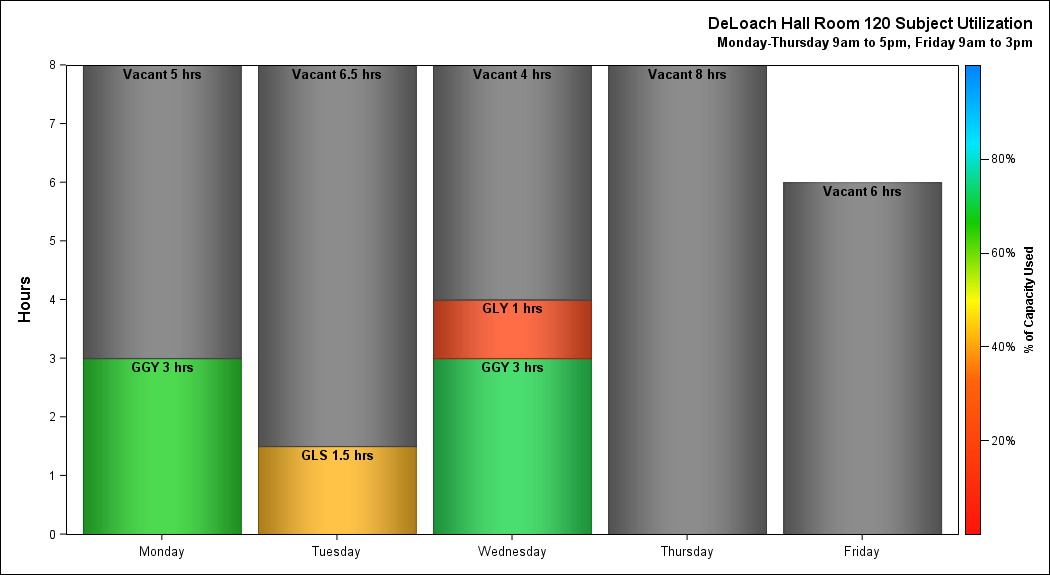 DeLoach Hall Room 120 Subject Utilization
Monday-Thursday 9am to 5pm, Friday 9am to 3pm
Hours
8
7
6
5
4
3
2
1
0
Vacant 5 hrs
GGY 3 hrs
Vacant 6.5 hrs
GLS 1.5 hrs
Vacant 4 hrs
GLY 1 hrs
GGY 3 hrs
Vacant 8 hrs
Vacant 6 hrs
Monday
Tuesday
Wednesday
Thursday
Friday
80%
60%
40%
20%
% of Capacity Used